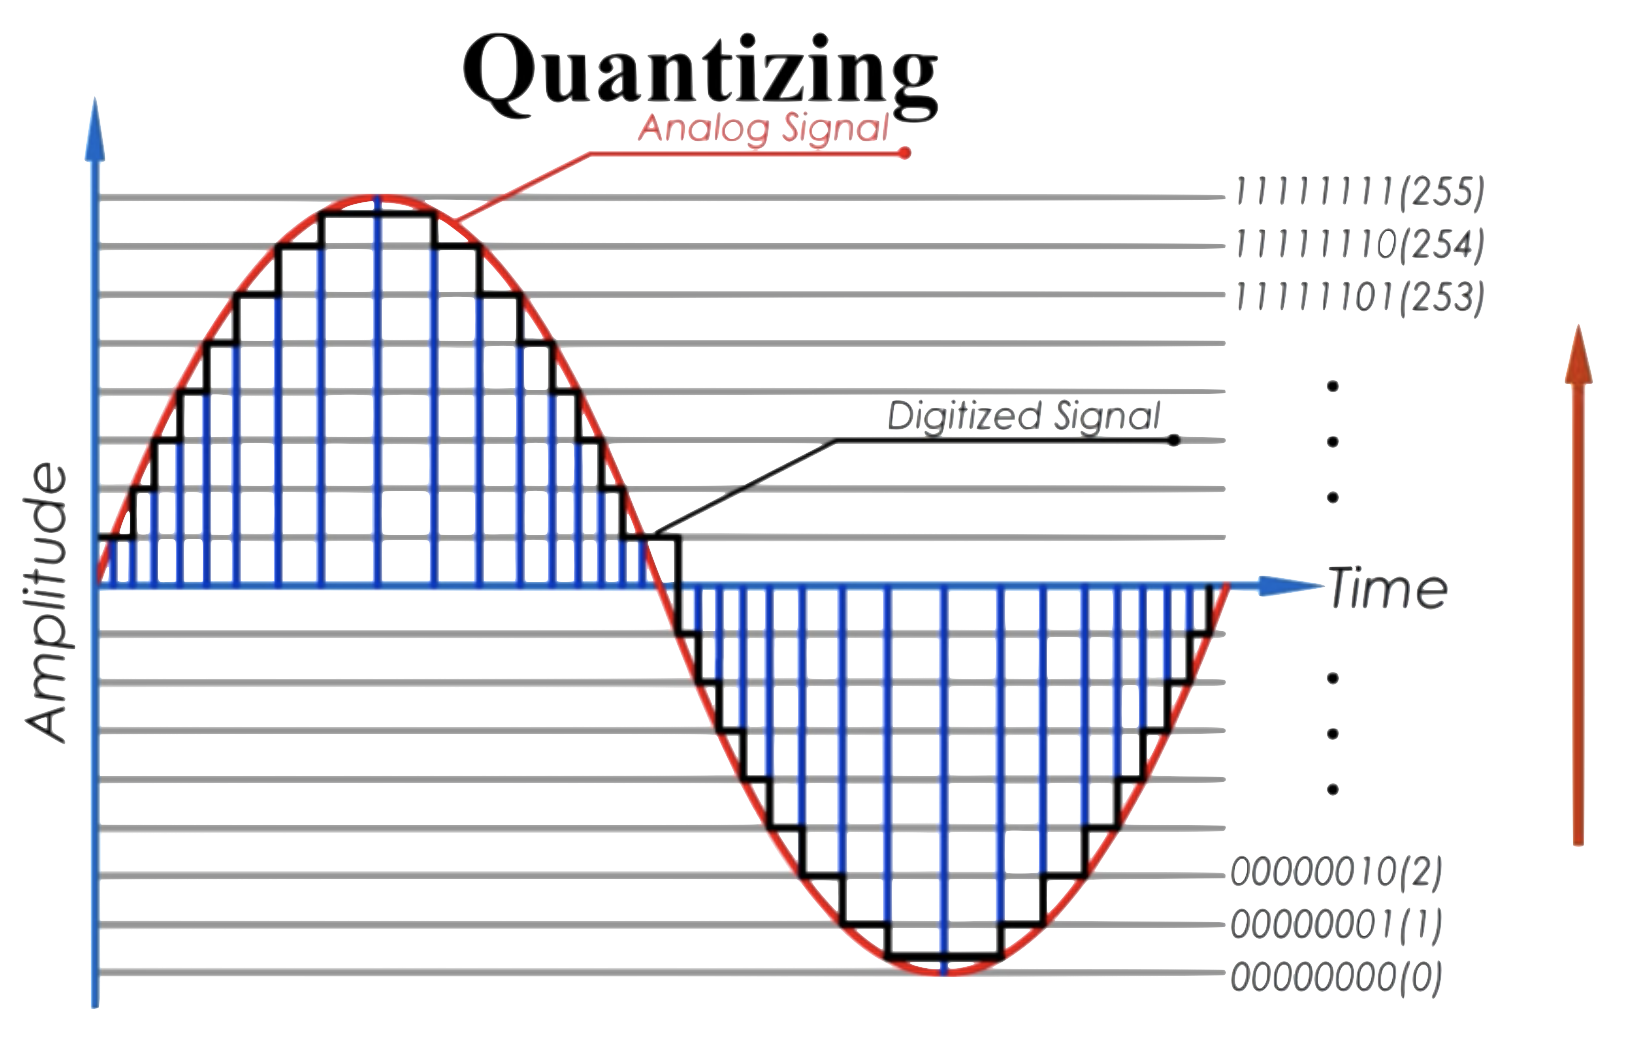 Quantizing
Analog Signal
11111111(255)
11111110(254)
11111101(253)
Digitized Signal
Amplitude
Time
00000010(2)
00000001(1)
00000000(0)